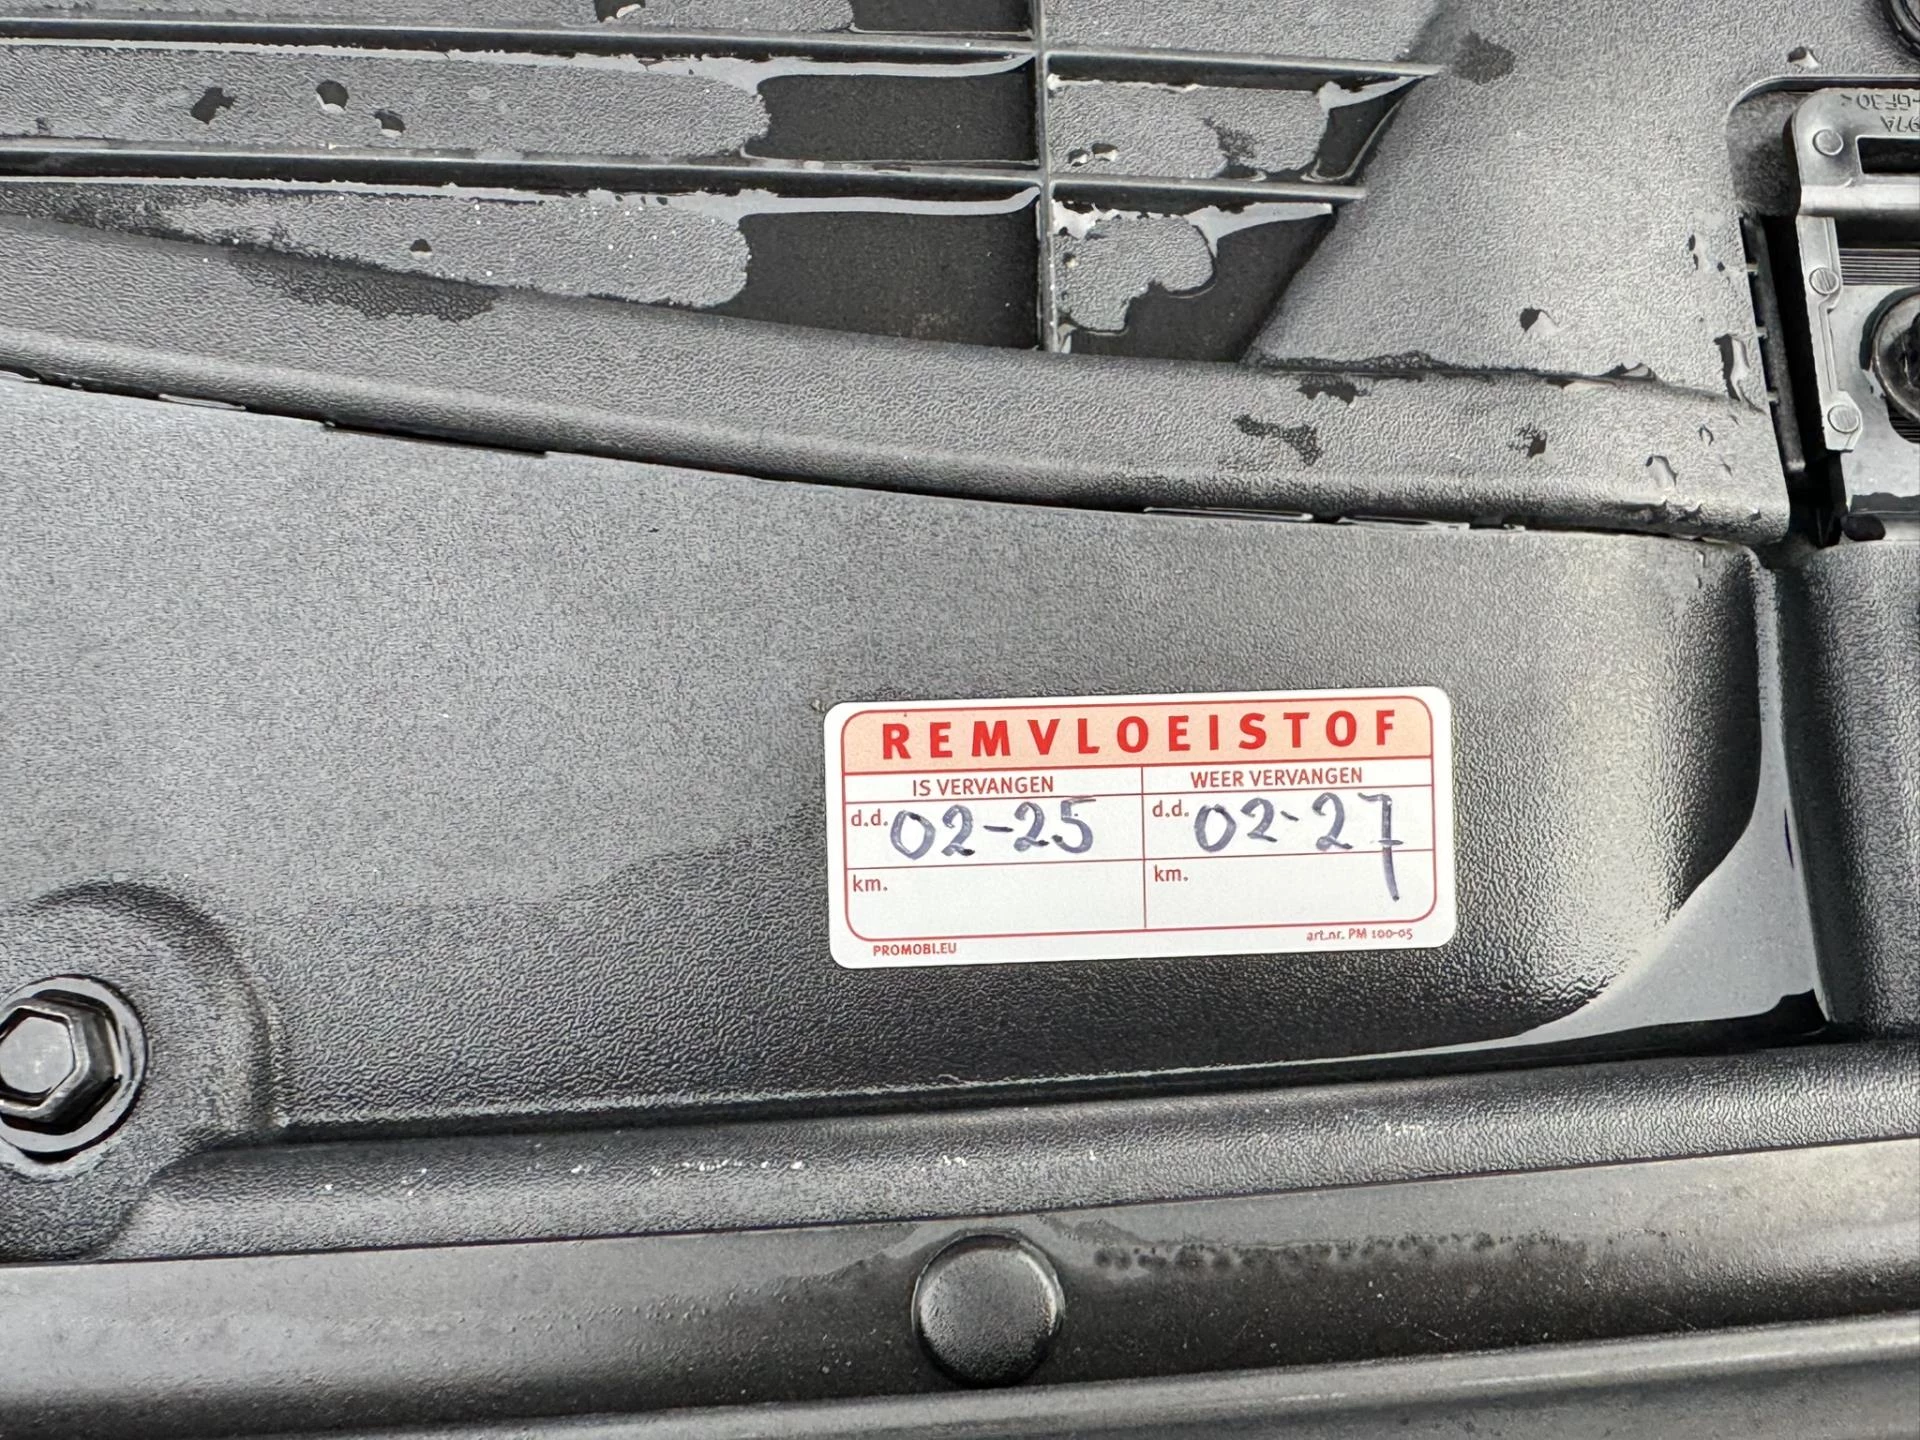 REMVLOEISTOF
IS VERVANGEN
WEER VERVANGEN
d.d. 02-25
d.d. 02-27
km.
km.
PROMOBI.EU
art.nr. PM 100-05